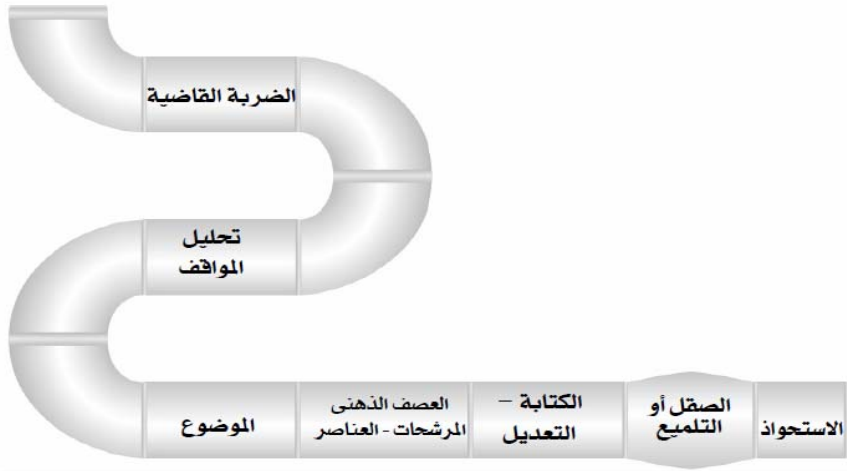 الضربة القاضية
تحليل
المواقف
الاستحواذ
الصقل أو
التلميع
الكتابة –
التعديل
العصف الذهنى
المرشحات - العناصر
الموضوع